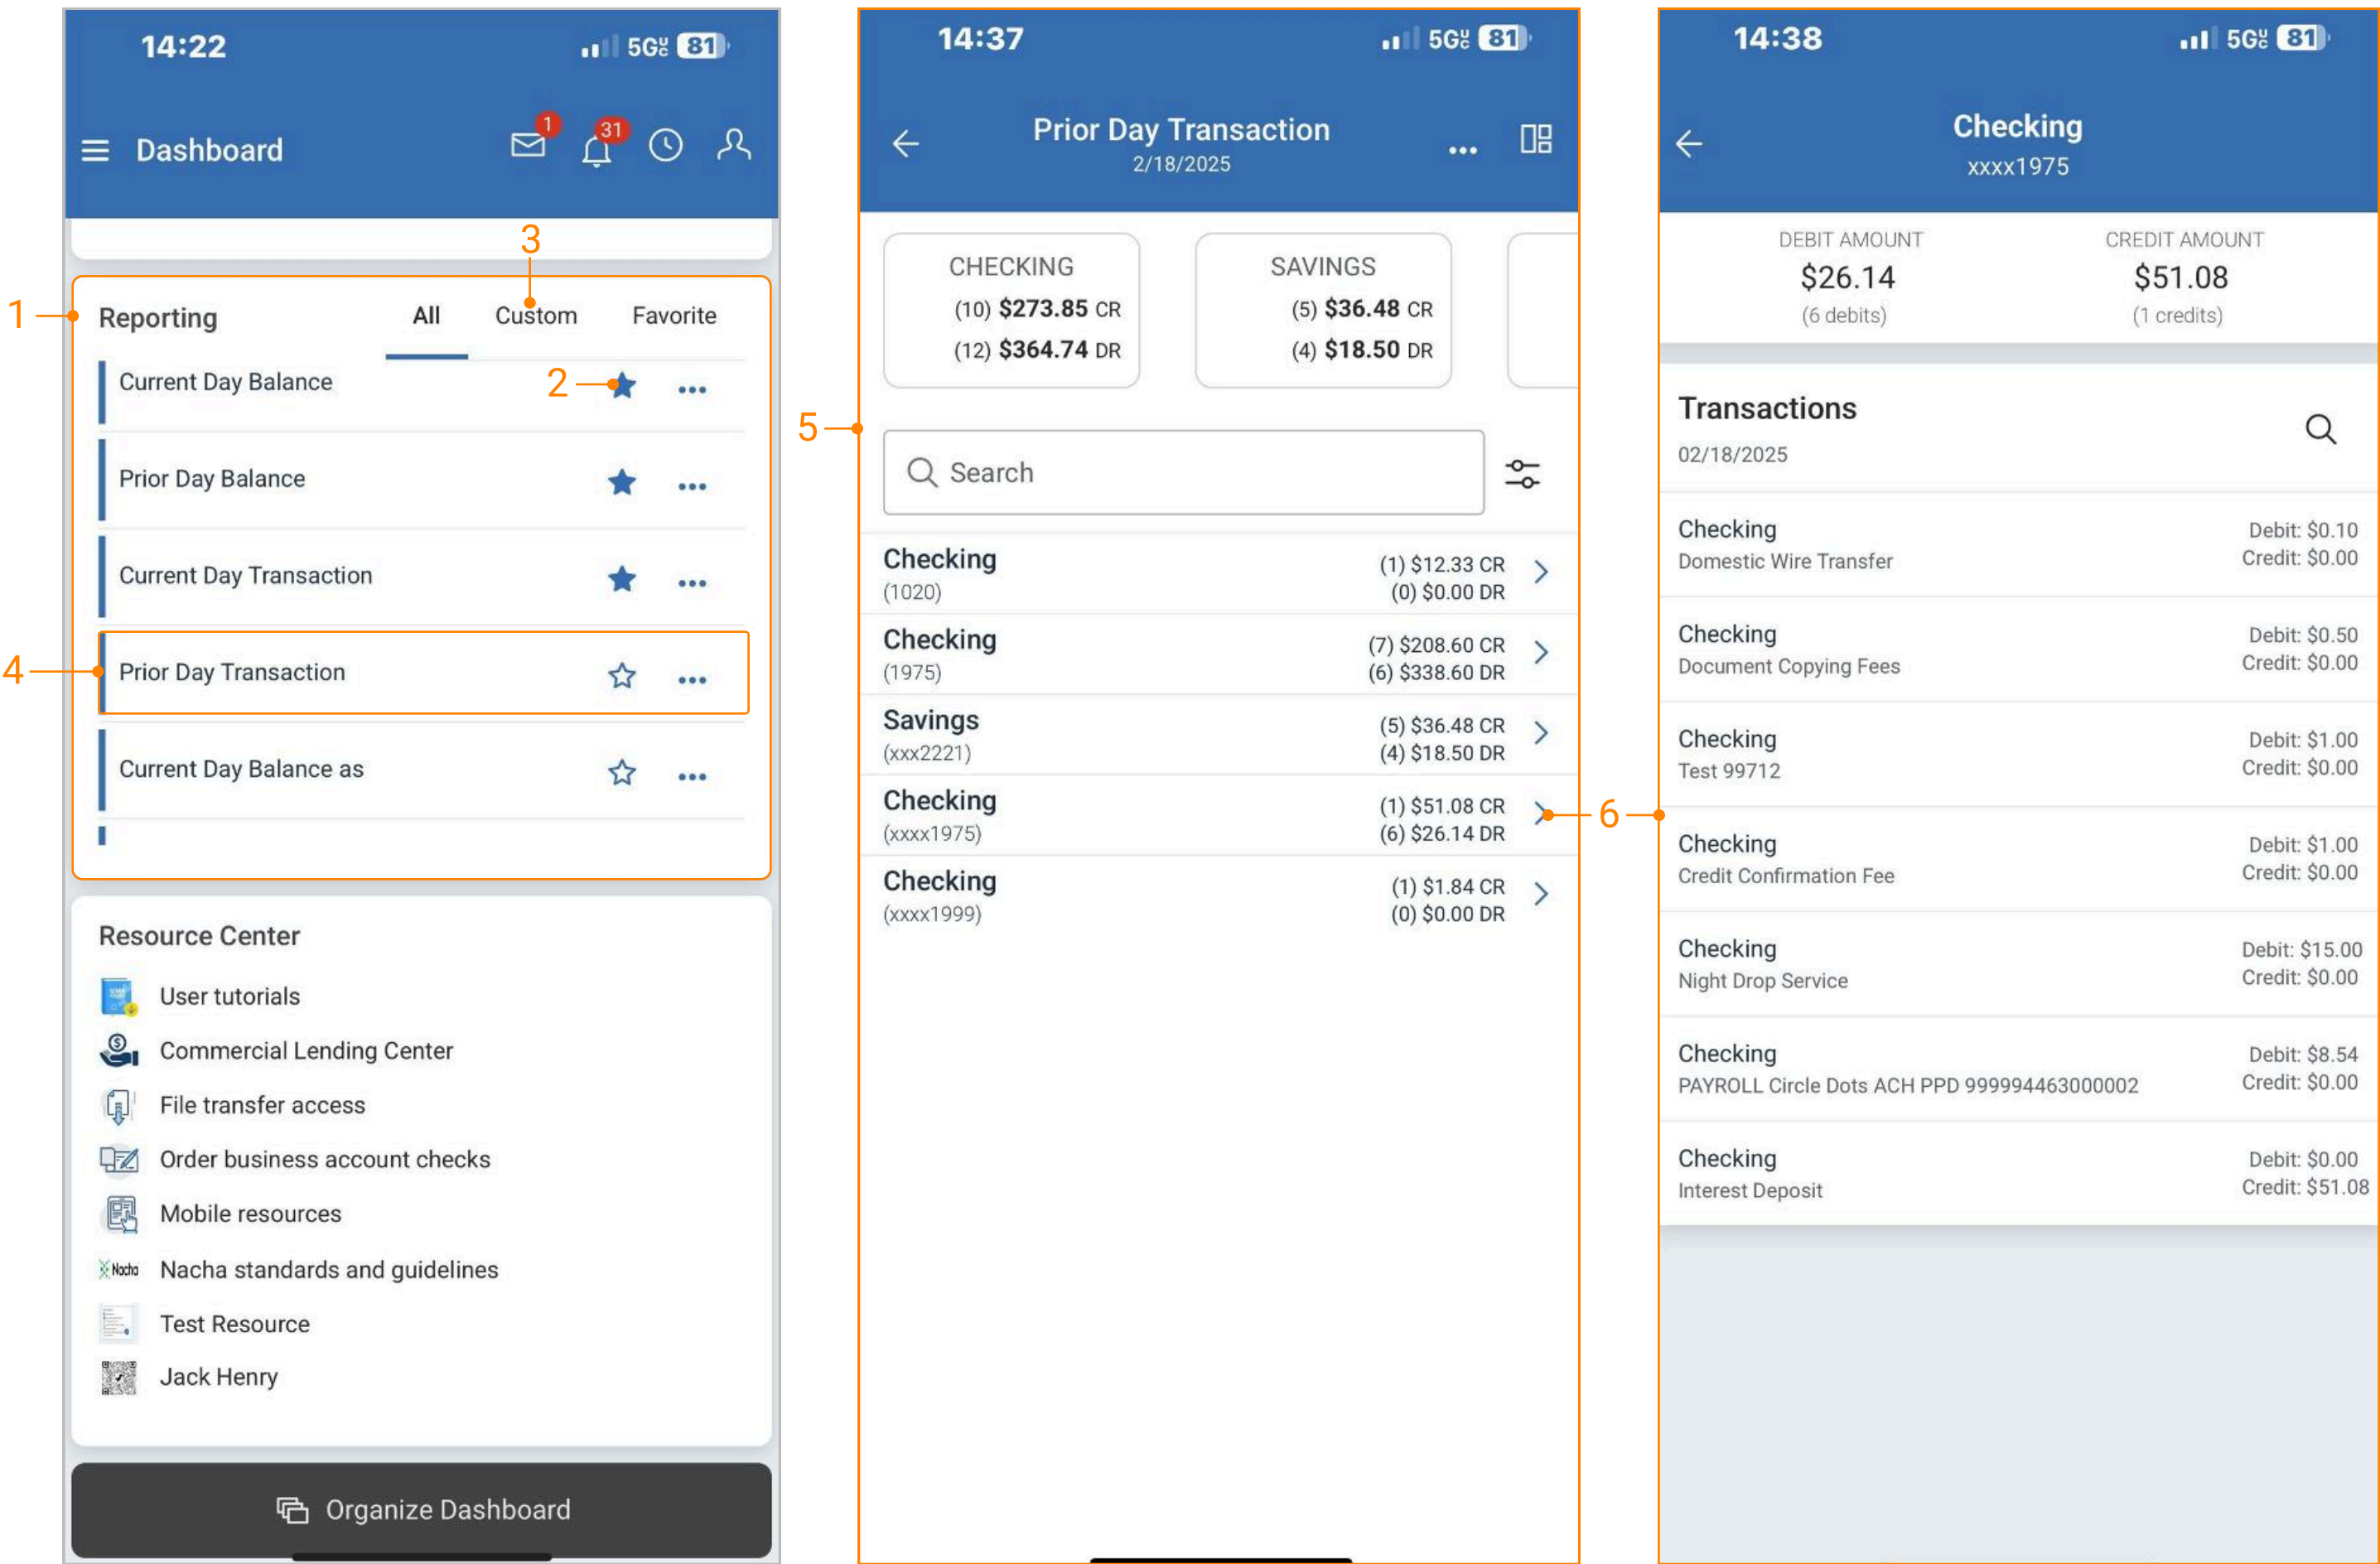 14:22
5G UC 81
Dashboard
1
31
3
1
Reporting
All Custom Favorite
Current Day Balance
2
Prior Day Balance
Current Day Transaction
4
Prior Day Transaction
Current Day Balance as
Resource Center
User tutorials
Commercial Lending Center
File transfer access
Order business account checks
Mobile resources
Nacha
Nacha standards and guidelines
Test Resource
Jack Henry
Organize Dashboard
14:37
5G UC 81
Prior Day Transaction
2/18/2025
...
CHECKING
(10) $273.85 CR
(12) $364.74 DR
SAVINGS
(5) $36.48 CR
(4) $18.50 DR
5
Search
Checking
(1020)
(1) $12.33 CR
(0) $0.00 DR
Checking
(1975)
(7) $208.60 CR
(6) $338.60 DR
Savings
(xxx2221)
(5) $36.48 CR
(4) $18.50 DR
Checking
(xxxx1975)
(1) $51.08 CR
(6) $26.14 DR
6
Checking
(xxxx1999)
(1) $1.84 CR
(0) $0.00 DR
14:38
5G UC 81
Checking
xxxx1975
DEBIT AMOUNT
$26.14
(6 debits)
CREDIT AMOUNT
$51.08
(1 credits)
Transactions
02/18/2025
Checking
Domestic Wire Transfer
Debit: $0.10
Credit: $0.00
Checking
Document Copying Fees
Debit: $0.50
Credit: $0.00
Checking
Test 99712
Debit: $1.00
Credit: $0.00
Checking
Credit Confirmation Fee
Debit: $1.00
Credit: $0.00
Checking
Night Drop Service
Debit: $15.00
Credit: $0.00
Checking
PAYROLL Circle Dots ACH PPD 999994463000002
Debit: $8.54
Credit: $0.00
Checking
Interest Deposit
Debit: $0.00
Credit: $51.08